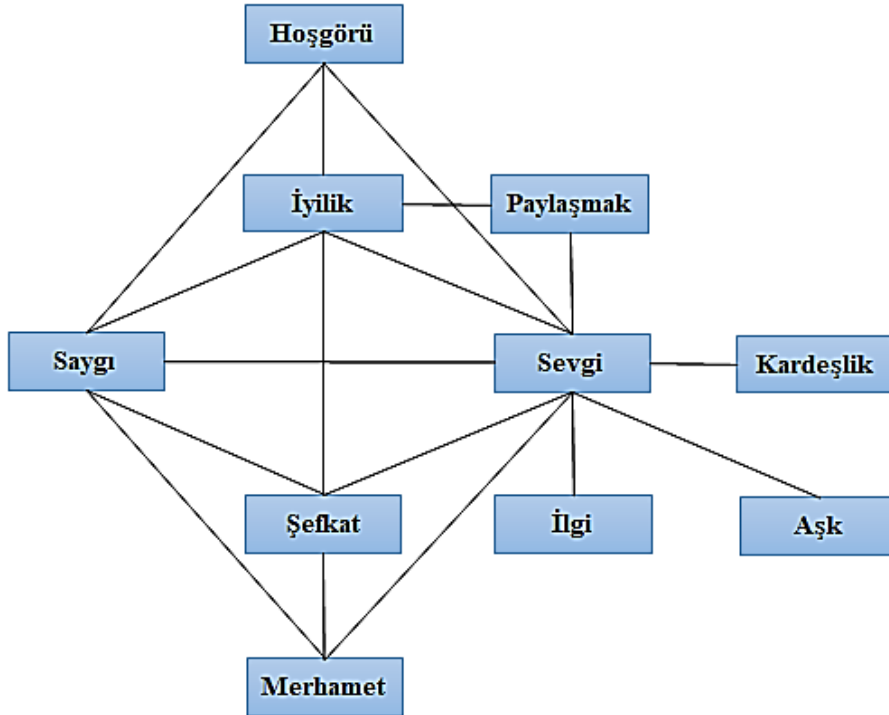 Hoşgörü
İyilik
Paylaşmak
Saygı
Sevgi
Kardeşlik
Şefkat
İlgi
Aşk
Merhamet